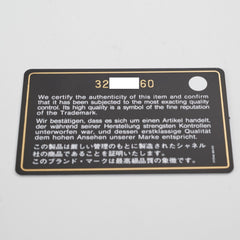 32 60
We certify the authenticity of this item and confirm
that it has been subjected to the most exacting quality
control. Its high quality is a symbol of the fine reputation
of the Trademark.
Wir bestätigen, dass es sich um einen Artikel handelt,
der während seiner Herstellung strengsten Kontrollen
unterworfen war, und dessen erstklassige Qualität
dem hohen Ansehen unserer Marke entspricht.
この製品は厳しい管理のもとに製造されたシャネル
社の商品であることを証明いたします。
このブランド・マークは最高級品の象徴です。